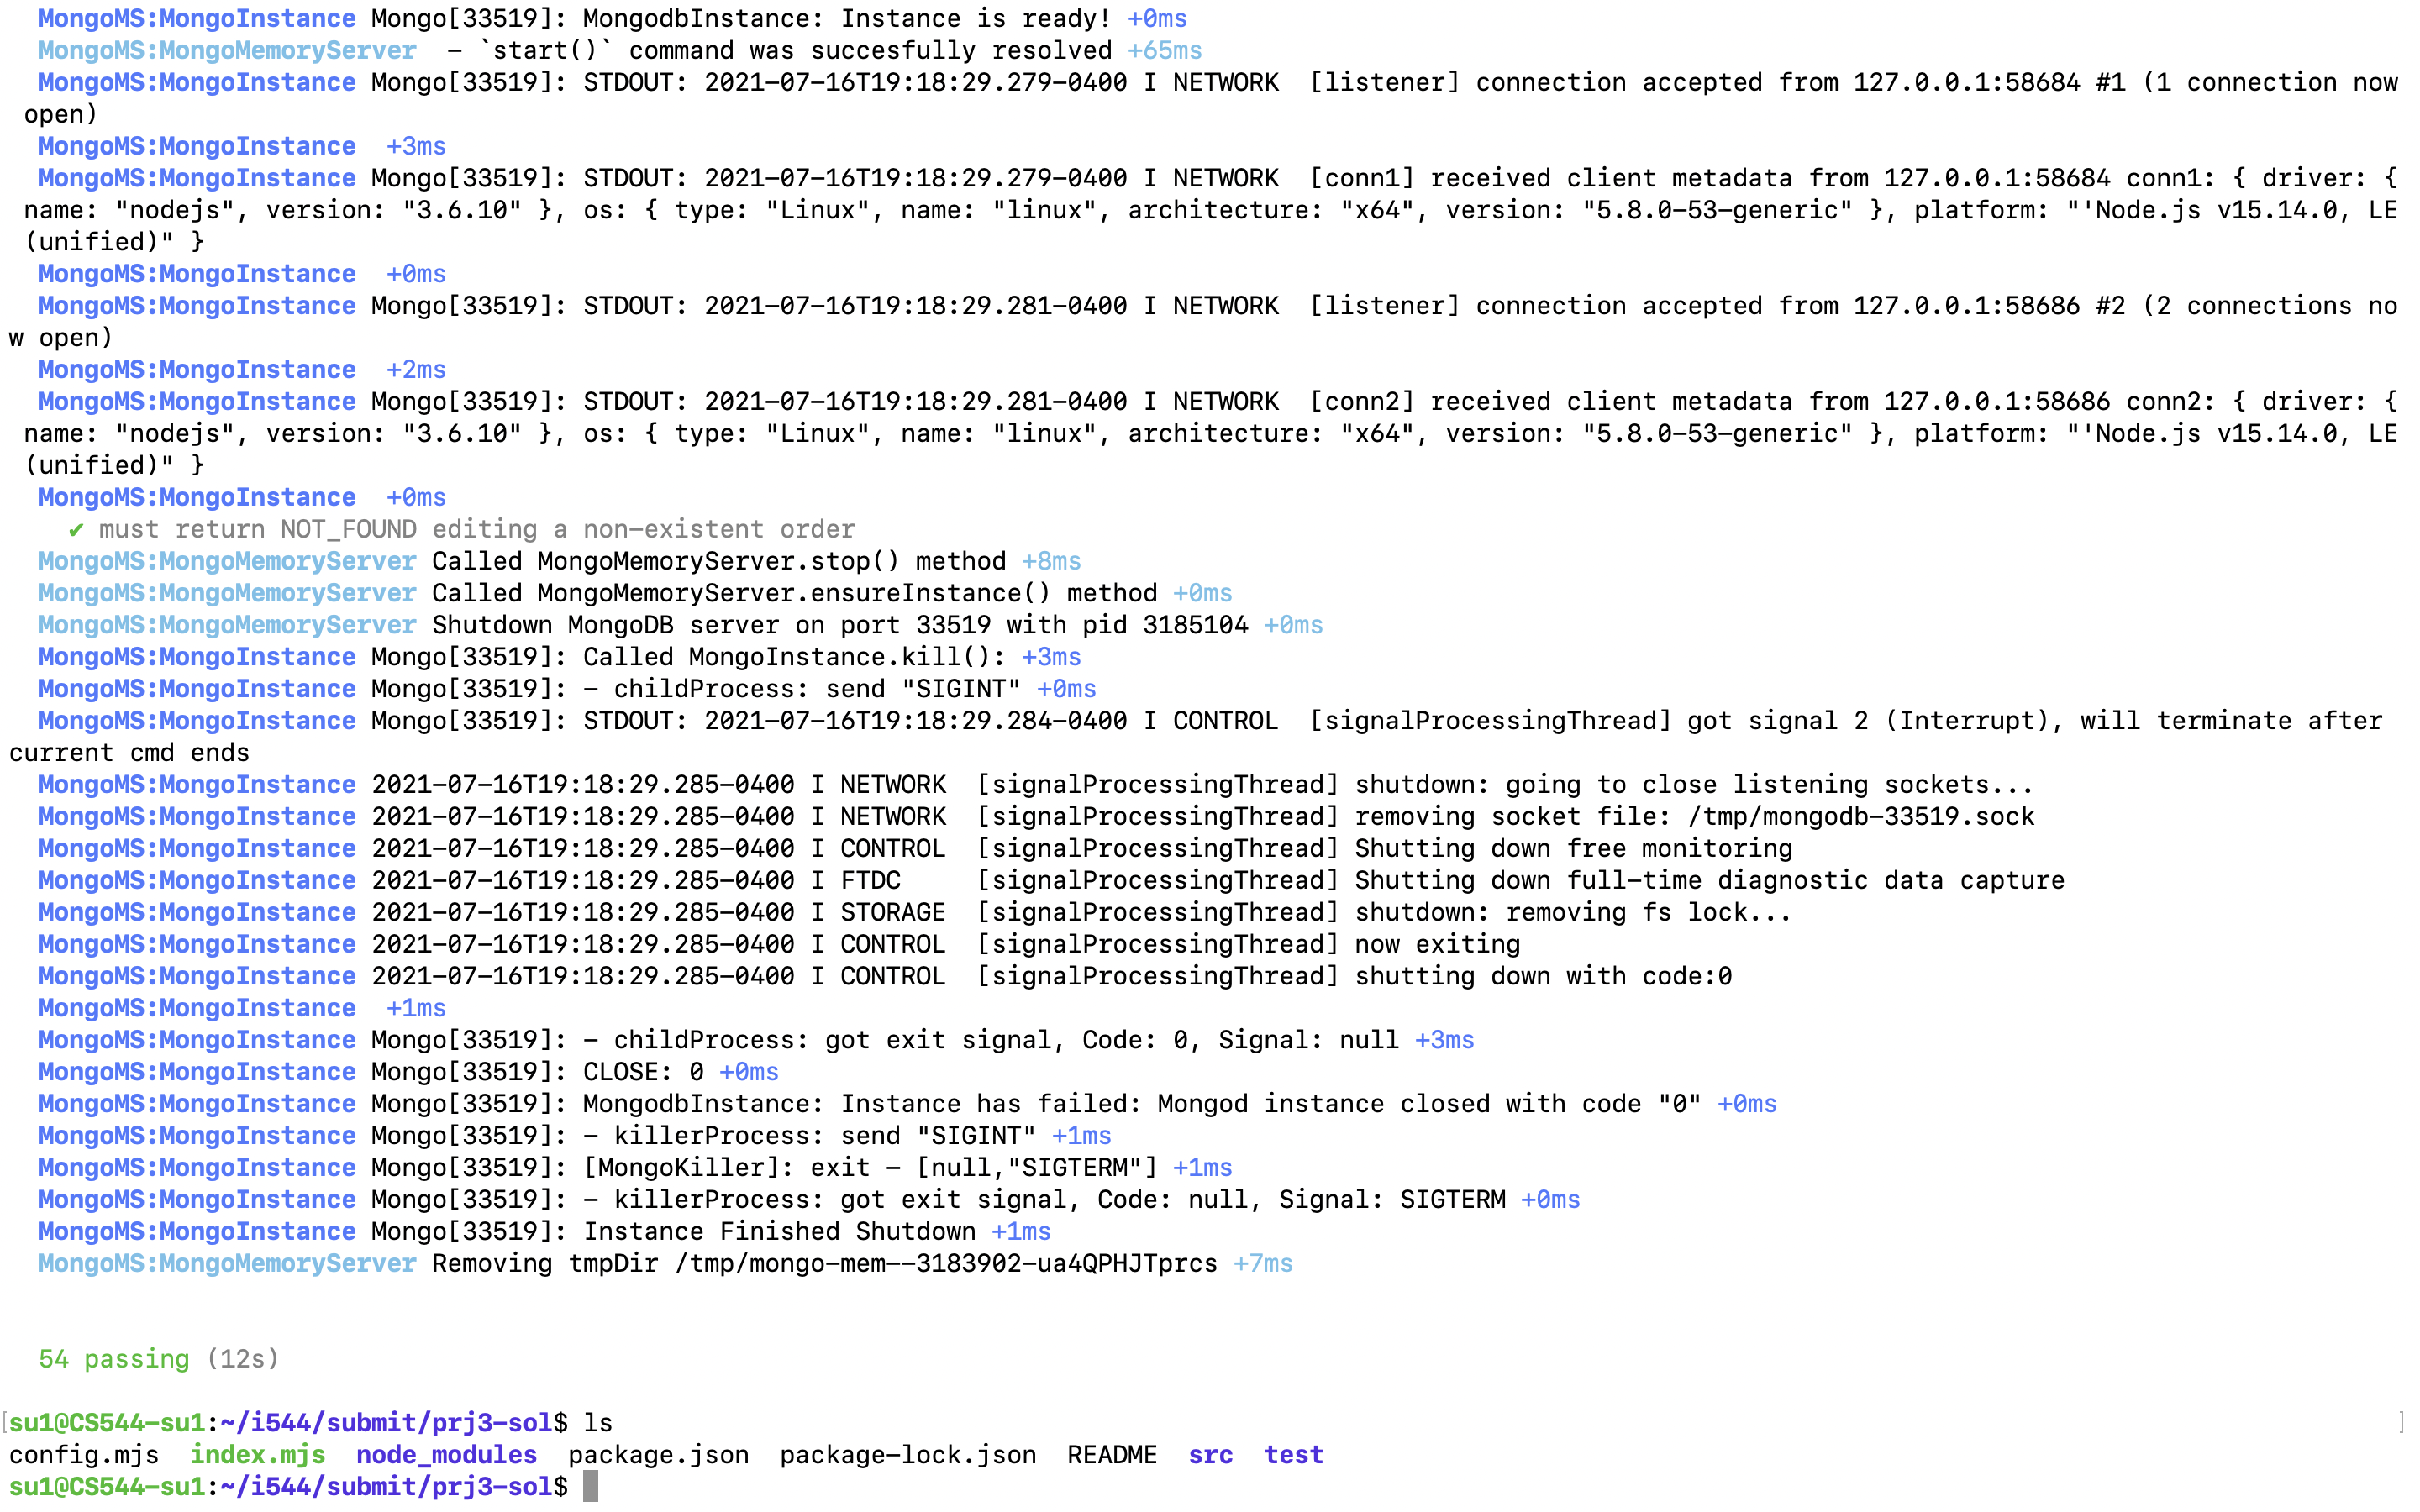 MongoMS:MongoInstance Mongo[33519]: MongodbInstance: Instance is ready! +0ms
MongoMS:MongoMemoryServer  – `start()` command was succesfully resolved +65ms
MongoMS:MongoInstance Mongo[33519]: STDOUT: 2021-07-16T19:18:29.279-0400 I NETWORK  [listener] connection accepted from 127.0.0.1:58684 #1 (1 connection now
open)
MongoMS:MongoInstance  +3ms
MongoMS:MongoInstance Mongo[33519]: STDOUT: 2021-07-16T19:18:29.279-0400 I NETWORK  [conn1] received client metadata from 127.0.0.1:58684 conn1: { driver: {
name: "nodejs", version: "3.6.10" }, os: { type: "Linux", name: "linux", architecture: "x64", version: "5.8.0-53-generic" }, platform: "'Node.js v15.14.0, LE
(unified)" }
MongoMS:MongoInstance  +0ms
MongoMS:MongoInstance Mongo[33519]: STDOUT: 2021-07-16T19:18:29.281-0400 I NETWORK  [listener] connection accepted from 127.0.0.1:58686 #2 (2 connections no
w open)
MongoMS:MongoInstance  +2ms
MongoMS:MongoInstance Mongo[33519]: STDOUT: 2021-07-16T19:18:29.281-0400 I NETWORK  [conn2] received client metadata from 127.0.0.1:58686 conn2: { driver: {
name: "nodejs", version: "3.6.10" }, os: { type: "Linux", name: "linux", architecture: "x64", version: "5.8.0-53-generic" }, platform: "'Node.js v15.14.0, LE
(unified)" }
MongoMS:MongoInstance  +0ms
✔ must return NOT_FOUND editing a non-existent order
MongoMS:MongoMemoryServer Called MongoMemoryServer.stop() method +8ms
MongoMS:MongoMemoryServer Called MongoMemoryServer.ensureInstance() method +0ms
MongoMS:MongoMemoryServer Shutdown MongoDB server on port 33519 with pid 3185104 +0ms
MongoMS:MongoInstance Mongo[33519]: Called MongoInstance.kill(): +3ms
MongoMS:MongoInstance Mongo[33519]: – childProcess: send "SIGINT" +0ms
MongoMS:MongoInstance Mongo[33519]: STDOUT: 2021-07-16T19:18:29.284-0400 I CONTROL  [signalProcessingThread] got signal 2 (Interrupt), will terminate after
current cmd ends
MongoMS:MongoInstance 2021-07-16T19:18:29.285-0400 I NETWORK  [signalProcessingThread] shutdown: going to close listening sockets...
MongoMS:MongoInstance 2021-07-16T19:18:29.285-0400 I NETWORK  [signalProcessingThread] removing socket file: /tmp/mongodb-33519.sock
MongoMS:MongoInstance 2021-07-16T19:18:29.285-0400 I CONTROL  [signalProcessingThread] Shutting down free monitoring
MongoMS:MongoInstance 2021-07-16T19:18:29.285-0400 I FTDC     [signalProcessingThread] Shutting down full-time diagnostic data capture
MongoMS:MongoInstance 2021-07-16T19:18:29.285-0400 I STORAGE  [signalProcessingThread] shutdown: removing fs lock...
MongoMS:MongoInstance 2021-07-16T19:18:29.285-0400 I CONTROL  [signalProcessingThread] now exiting
MongoMS:MongoInstance 2021-07-16T19:18:29.285-0400 I CONTROL  [signalProcessingThread] shutting down with code:0
MongoMS:MongoInstance  +1ms
MongoMS:MongoInstance Mongo[33519]: – childProcess: got exit signal, Code: 0, Signal: null +3ms
MongoMS:MongoInstance Mongo[33519]: CLOSE: 0 +0ms
MongoMS:MongoInstance Mongo[33519]: MongodbInstance: Instance has failed: Mongod instance closed with code "0" +0ms
MongoMS:MongoInstance Mongo[33519]: – killerProcess: send "SIGINT" +1ms
MongoMS:MongoInstance Mongo[33519]: [MongoKiller]: exit – [null,"SIGTERM"] +1ms
MongoMS:MongoInstance Mongo[33519]: – killerProcess: got exit signal, Code: null, Signal: SIGTERM +0ms
MongoMS:MongoInstance Mongo[33519]: Instance Finished Shutdown +1ms
MongoMS:MongoMemoryServer Removing tmpDir /tmp/mongo-mem--3183902-ua4QPHJTprcs +7ms
54 passing (12s)
[su1@CS544-su1:~/i544/submit/prj3-sol$ ls ]
config.mjs  index.mjs  node_modules  package.json  package-lock.json  README  src  test
su1@CS544-su1:~/i544/submit/prj3-sol$